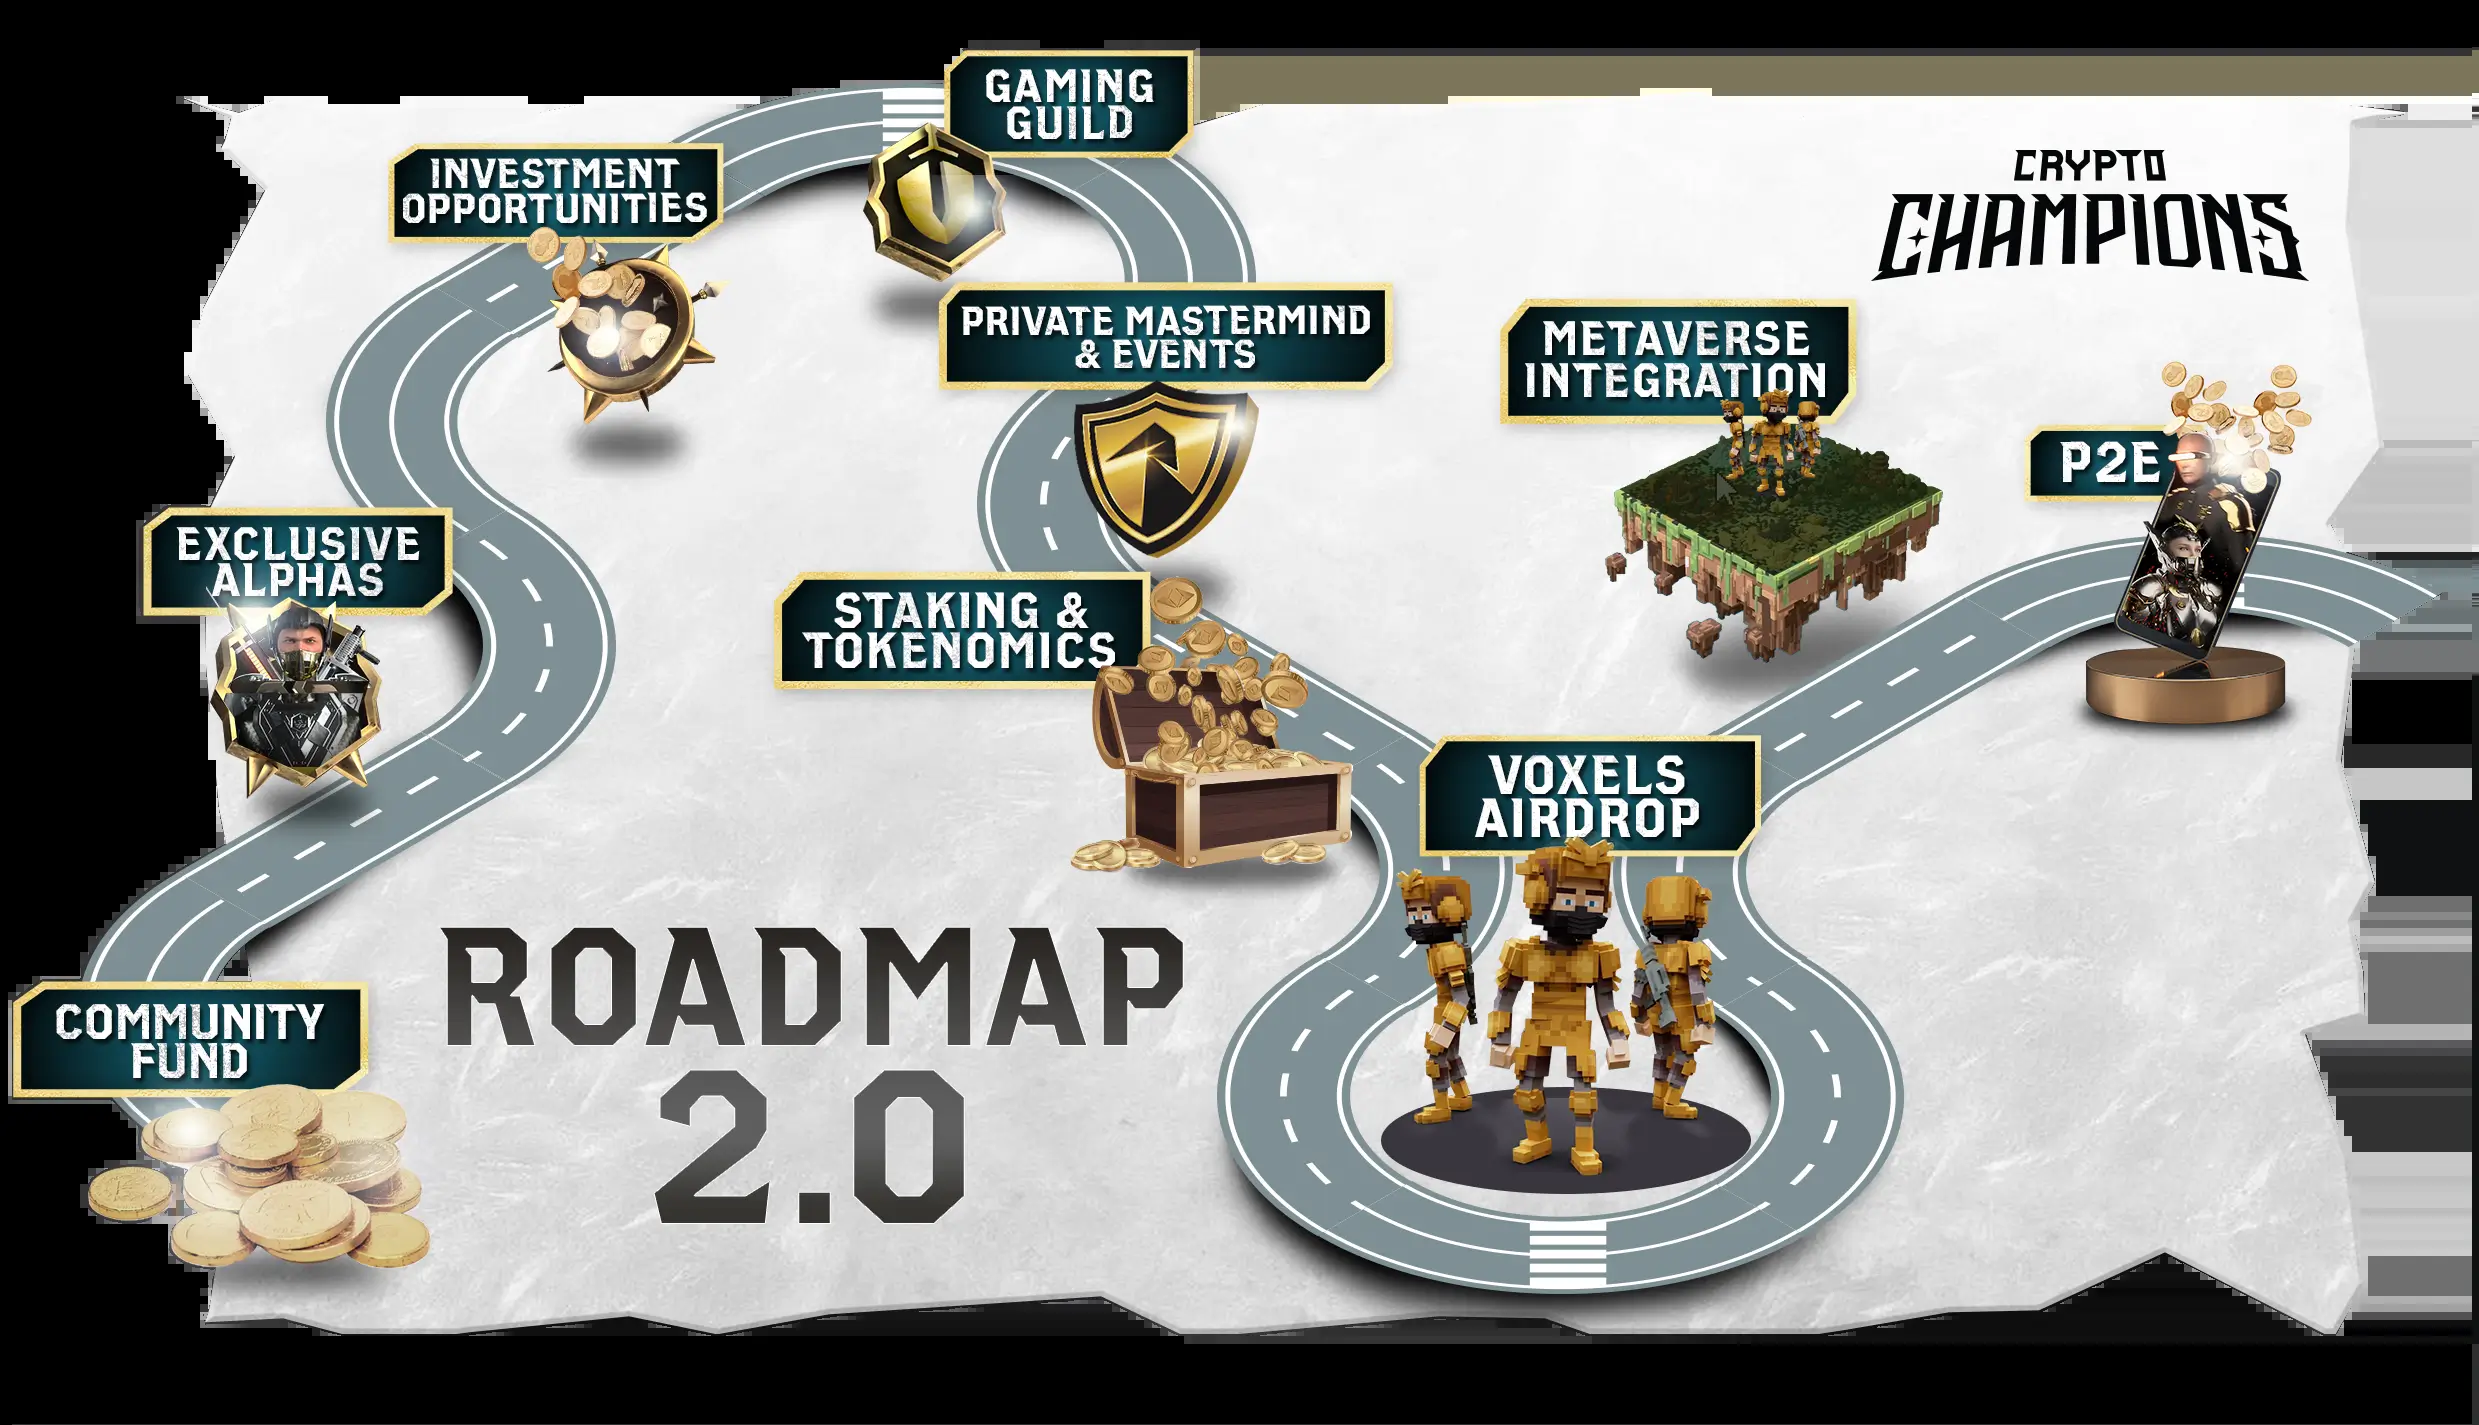 GAMING
GUILD
INVESTMENT
OPPORTUNITIES
CRYPTO
CHAMPIONS
PRIVATE MASTERMIND
& EVENTS
METAVERSE
INTEGRATION
P2E
EXCLUSIVE
ALPHAS
STAKING &
TOKENOMICS
VOXELS
AIRDROP
ROADMAP
2.0
COMMUNITY
FUND